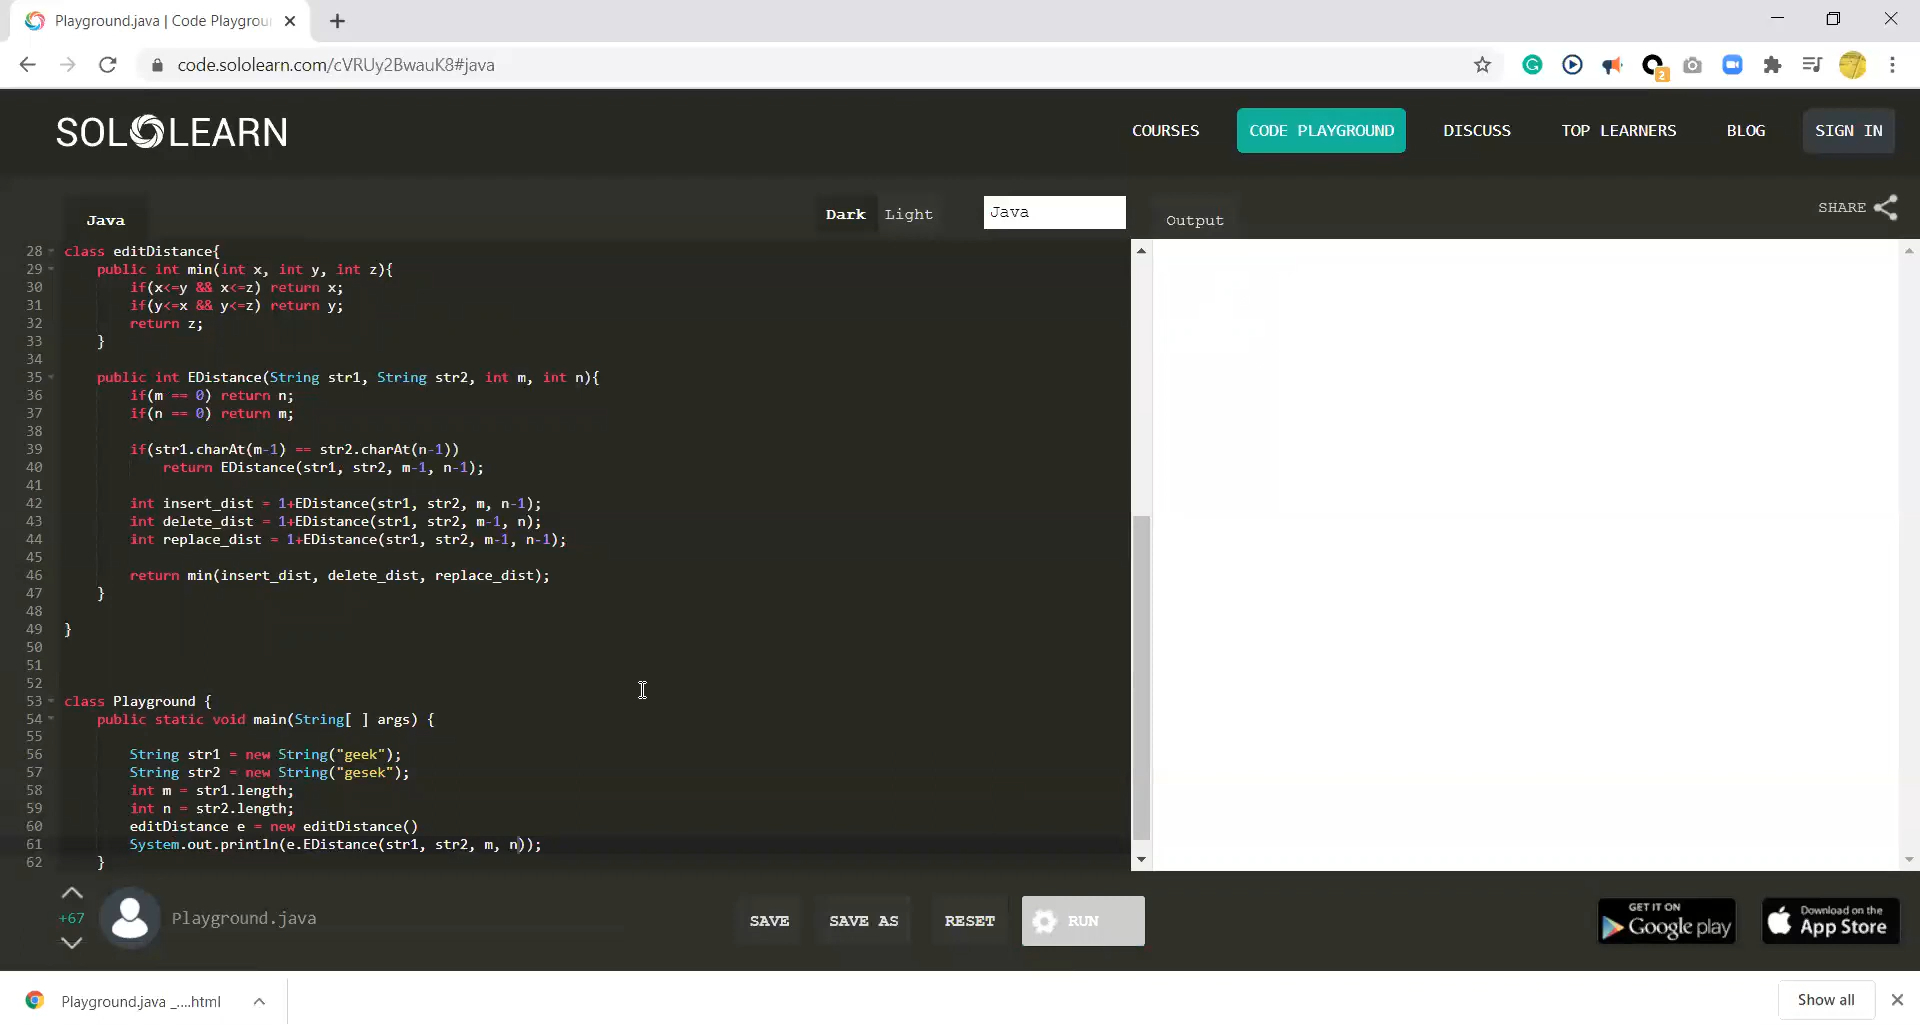 Playground.java | Code Playgrou
code.sololearn.com/cVRUy2BwauK8#java
2
SOLOLEARN
COURSES
CODE PLAYGROUND
DISCUSS
TOP LEARNERS
BLOG
SIGN IN
Java
Dark
Light
Java
Output
SHARE
28 class editDistance{
29 public int min(int x, int y, int z){
30 if(x<=y && x<=z) return x;
31 if(y<=x && y<=z) return y;
32 return z;
33 }
34
35 public int EDistance(String str1, String str2, int m, int n){
36 if(m == 0) return n;
37 if(n == 0) return m;
38
39 if(str1.charAt(m-1) == str2.charAt(n-1))
40 return EDistance(str1, str2, m-1, n-1);
41
42 int insert_dist = 1+EDistance(str1, str2, m, n-1);
43 int delete_dist = 1+EDistance(str1, str2, m-1, n);
44 int replace_dist = 1+EDistance(str1, str2, m-1, n-1);
45
46 return min(insert_dist, delete_dist, replace_dist);
47 }
48
49 }
50
51
52
53 class Playground {
54 public static void main(String[ ] args) {
55
56 String str1 = new String("geek");
57 String str2 = new String("gesek");
58 int m = str1.length;
59 int n = str2.length;
60 editDistance e = new editDistance()
61 System.out.println(e.EDistance(str1, str2, m, n));
62 }
+67
Playground.java
SAVE
SAVE AS
RESET
RUN
GET IT ON
Google play
Download on the
App Store
Playground.java _....html
Show all